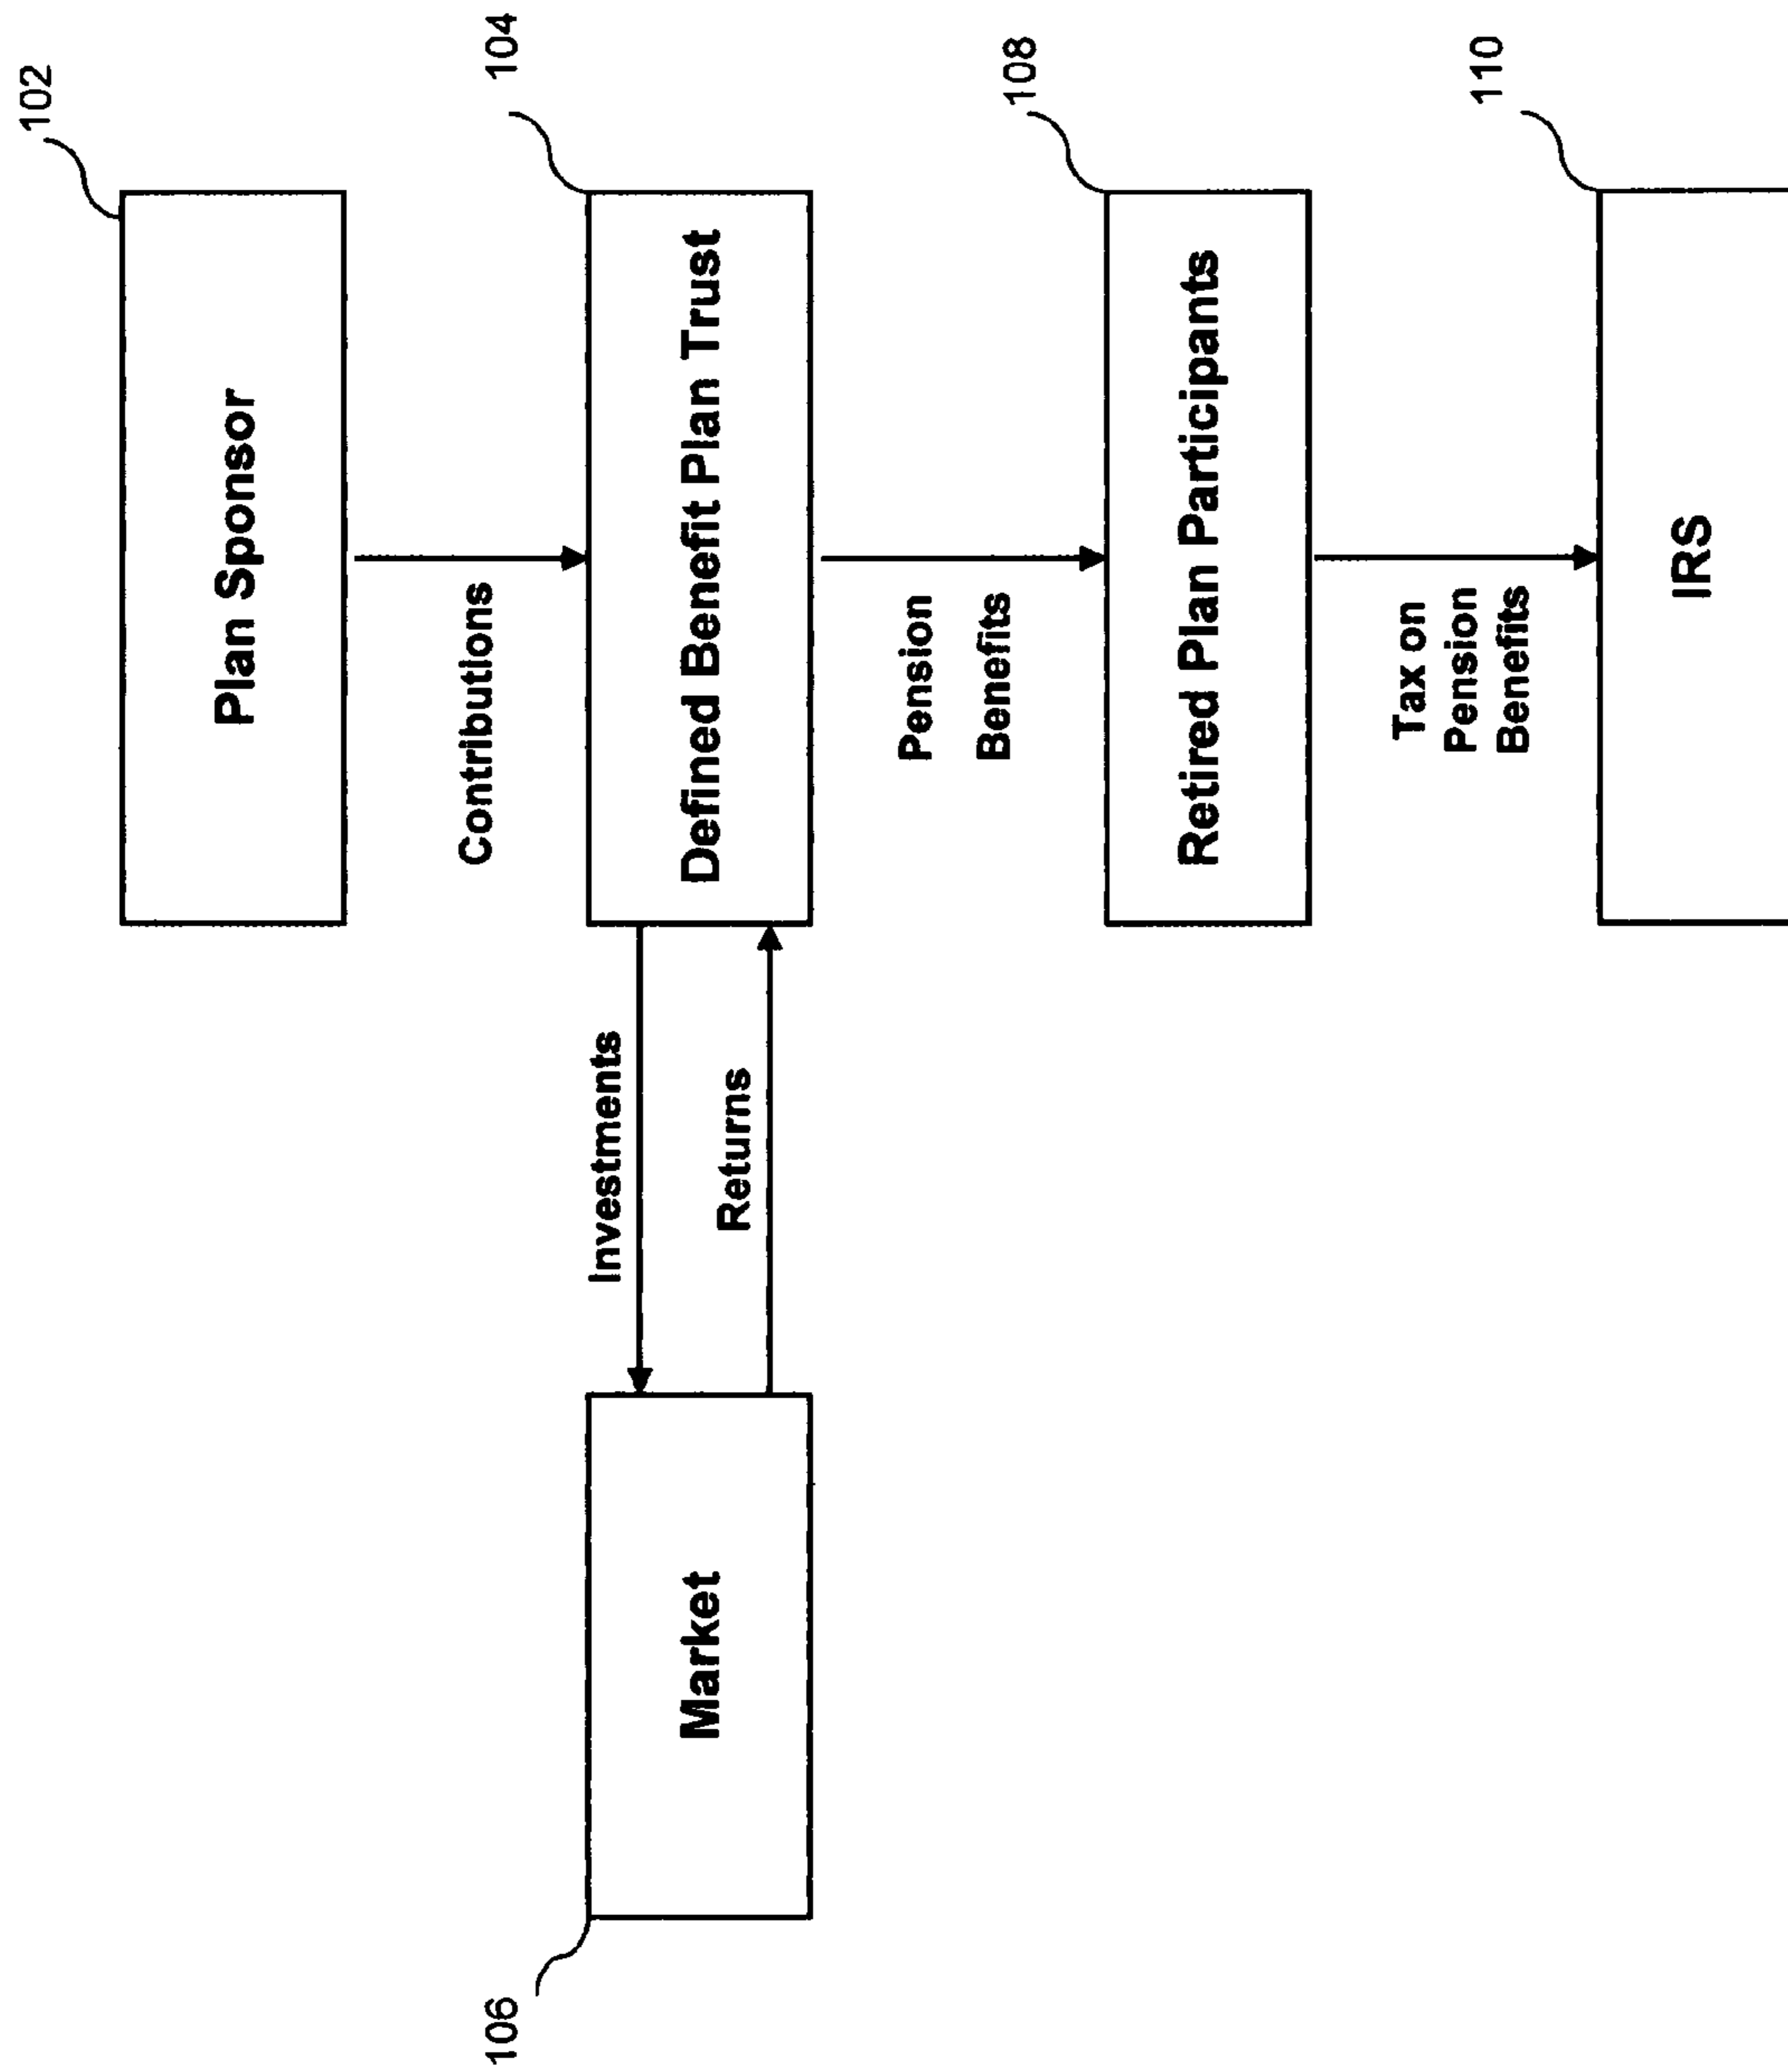 102
Plan Sponsor
Contributions
104
Defined Benefit Plan Trust
Investments
Returns
106
Market
Pension
Benefits
108
Retired Plan Participants
Tax on
Pension
Benefits
110
IRS